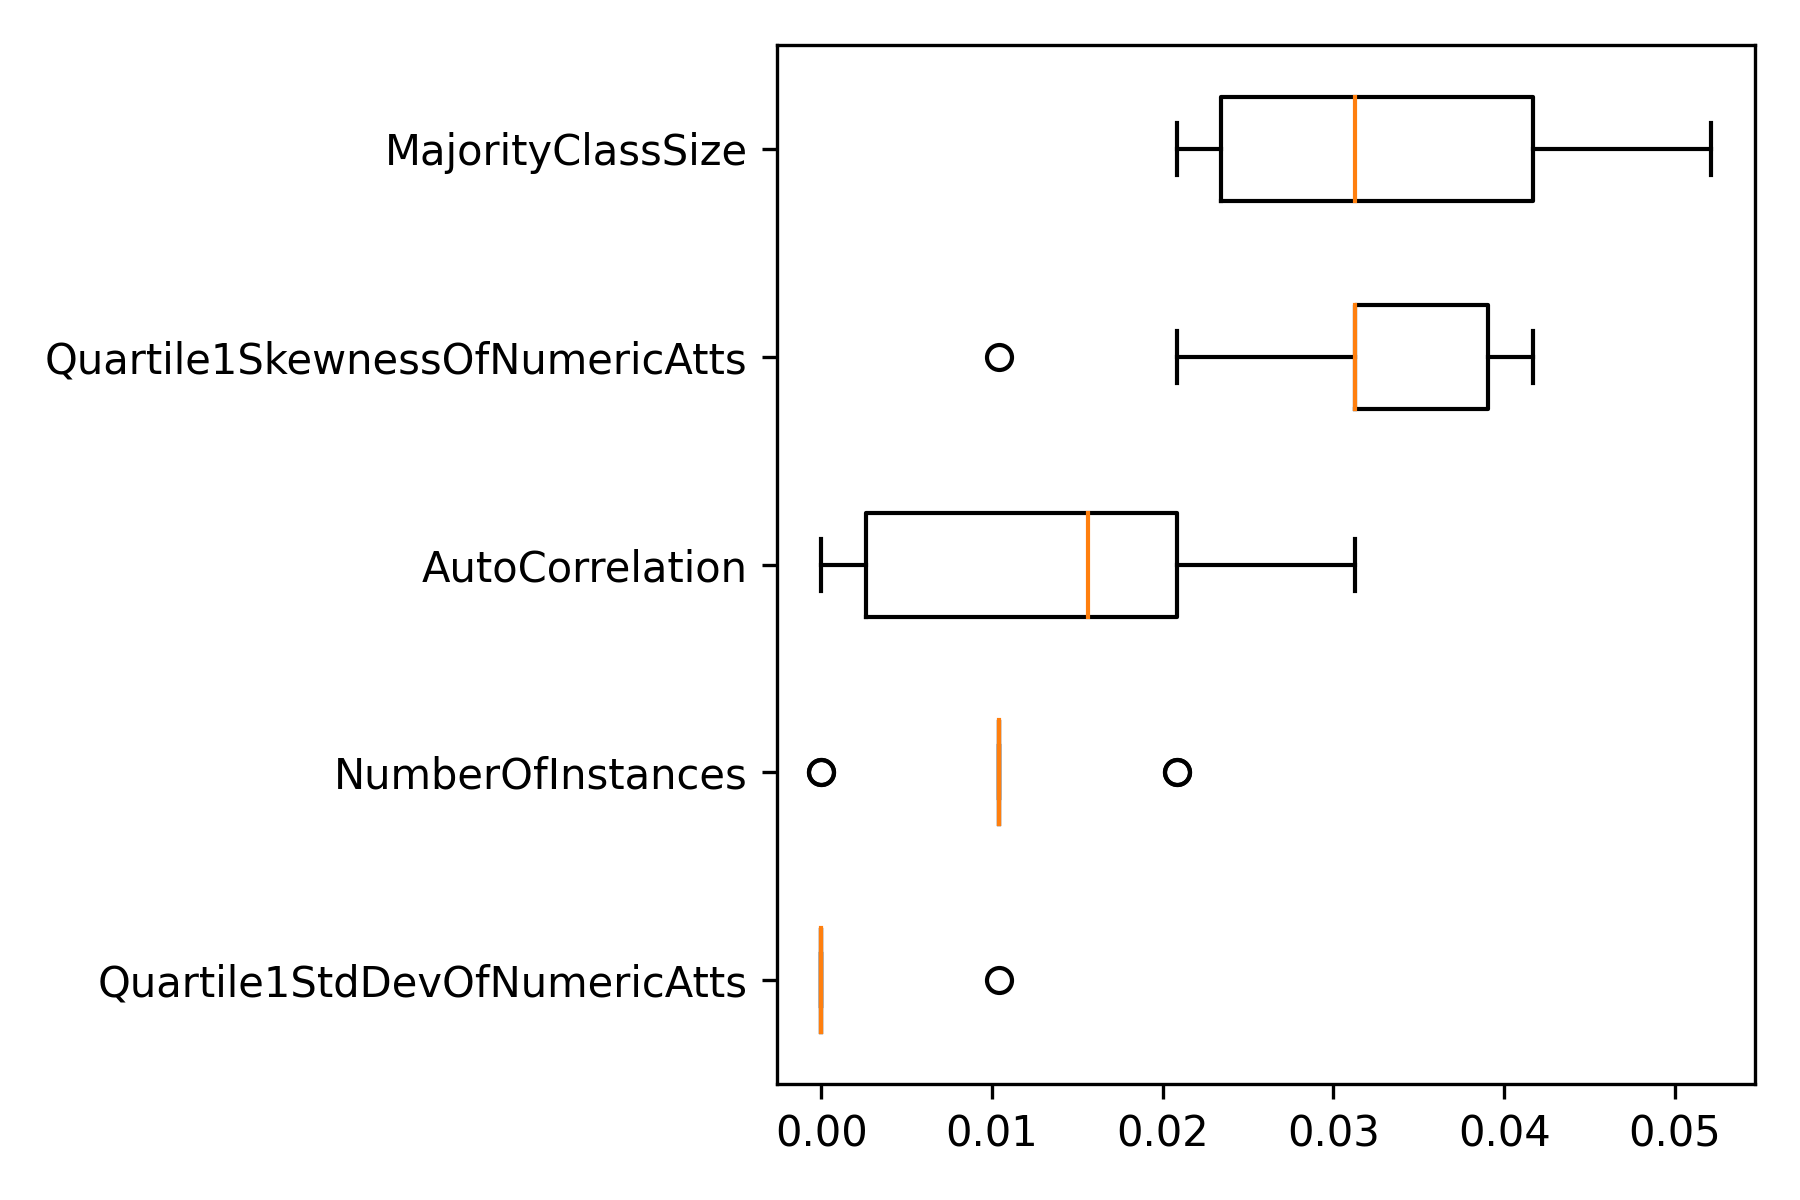 MajorityClassSize
Quartile1SkewnessOfNumericAtts
AutoCorrelation
NumberOfInstances
Quartile1StdDevOfNumericAtts
0.00 0.01 0.02 0.03 0.04 0.05